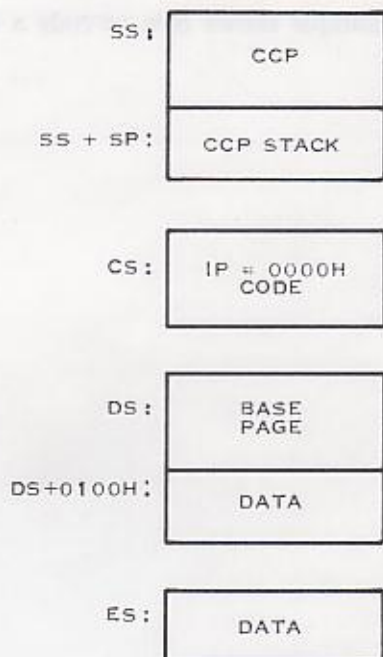 SS:
CCP
SS + SP:
CCP STACK
CS:
IP = 0000H
CODE
DS:
BASE
PAGE
DS+0100H:
DATA
ES:
DATA